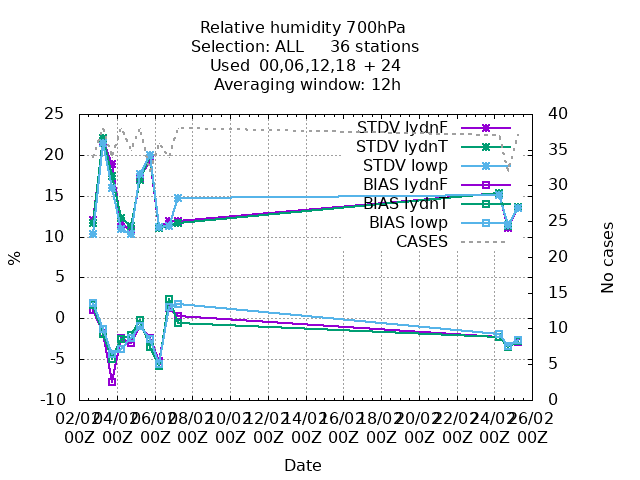 Relative humidity 700hPa
Selection: ALL 36 stations
Used 00,06,12,18 + 24
Averaging window: 12h
25
20
15
10
5
0
-5
-10
%
40
35
30
25
20
15
10
5
0
No cases
STDV lydnF
STDV lydnT
STDV lowp
BIAS lydnF
BIAS lydnT
BIAS lowp
CASES
02/02 04/02 06/02 08/02 10/02 12/02 14/02 16/02 18/02 20/02 22/02 24/02 26/02
00Z 00Z 00Z 00Z 00Z 00Z 00Z 00Z 00Z 00Z 00Z 00Z 00Z
Date